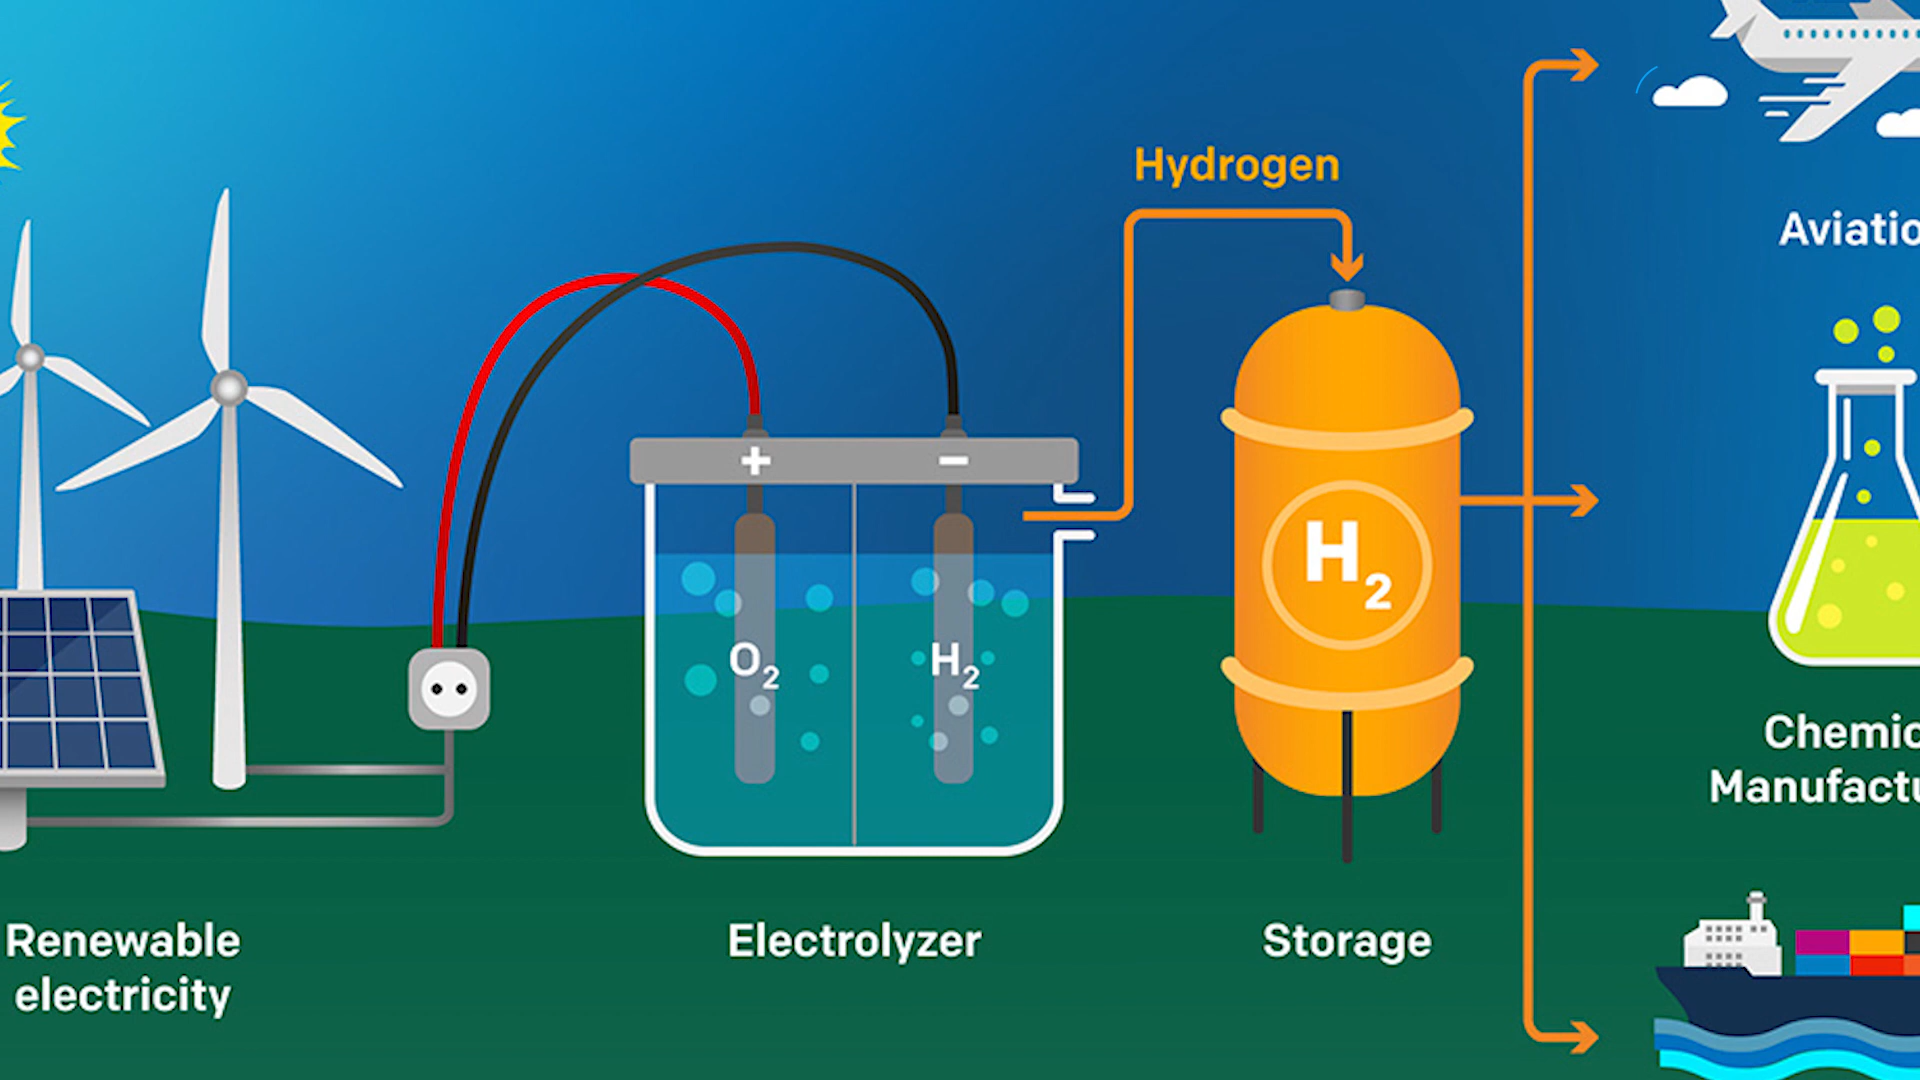 Hydrogen
Aviatio
+ −
O2
H2
H2
Chemic
Manufactu
Renewable
electricity
Electrolyzer
Storage